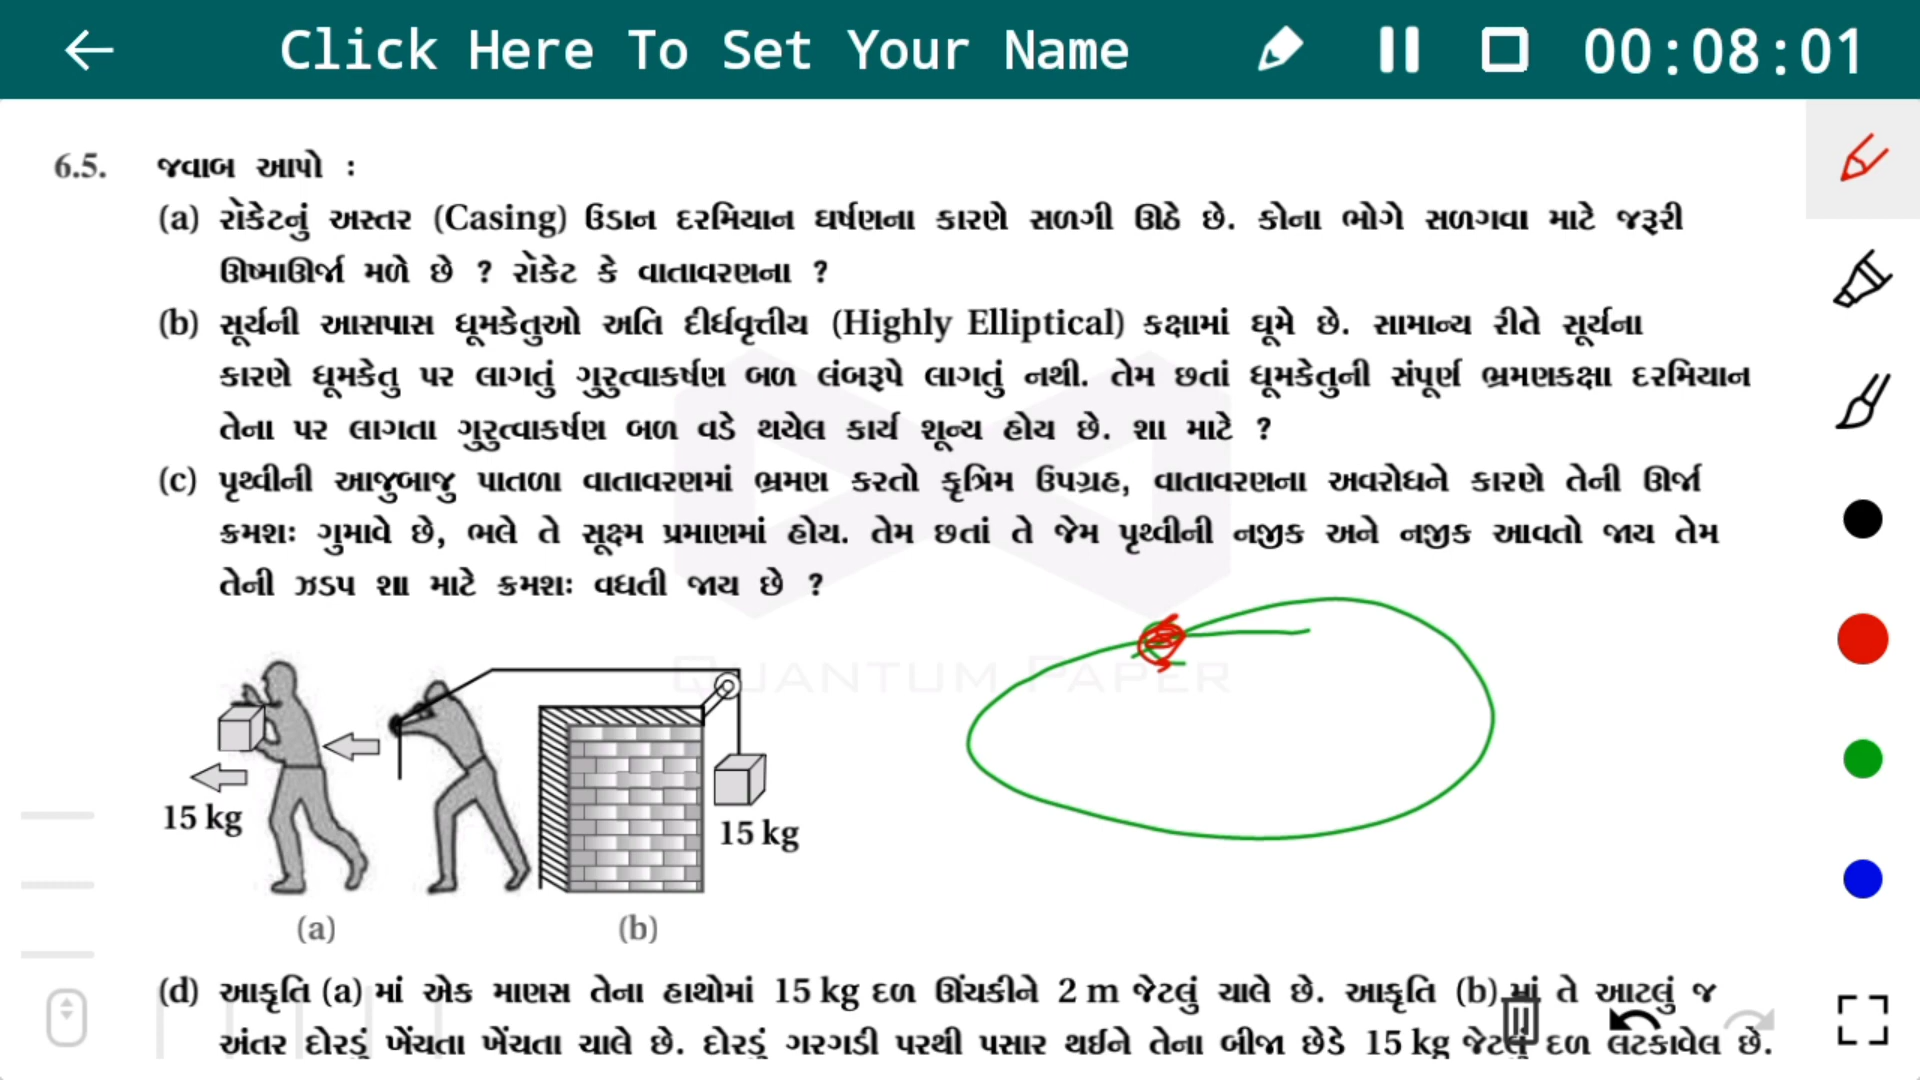 Click Here To Set Your Name 00:08:01
6.5. જવાબ આપો :
(a) રૉકેટનું અસ્તર (Casing) ઉડાન દરમિયાન ઘર્ષણના કારણે સળગી ઊઠે છે. કોના ભોગે સળગવા માટે જરૂરી
ઊષ્માઊર્જા મળે છે ? રૉકેટ કે વાતાવરણના ?
(b) સૂર્યની આસપાસ ધૂમકેતુઓ અતિ દીર્ઘવૃત્તીય (Highly Elliptical) કક્ષામાં ઘૂમે છે. સામાન્ય રીતે સૂર્યના
કારણે ધૂમકેતુ પર લાગતું ગુરુત્વાકર્ષણ બળ લંબરૂપે લાગતું નથી. તેમ છતાં ધૂમકેતુની સંપૂર્ણ ભ્રમણકક્ષા દરમિયાન
તેના પર લાગતા ગુરુત્વાકર્ષણ બળ વડે થયેલ કાર્ય શૂન્ય હોય છે. શા માટે ?
(c) પૃથ્વીની આજુબાજુ પાતળા વાતાવરણમાં ભ્રમણ કરતો કૃત્રિમ ઉપગ્રહ, વાતાવરણના અવરોધને કારણે તેની ઊર્જા
ક્રમશઃ ગુમાવે છે, ભલે તે સૂક્ષ્મ પ્રમાણમાં હોય. તેમ છતાં તે જેમ પૃથ્વીની નજીક અને નજીક આવતો જાય તેમ
તેની ઝડપ શા માટે ક્રમશઃ વધતી જાય છે ?
QUANTUM PAPER
15 kg
15 kg
(a) (b)
(d) આકૃતિ (a) માં એક માણસ તેના હાથોમાં 15 kg દળ ઊંચકીને 2 m જેટલું ચાલે છે. આકૃતિ (b) માં તે આટલું જ
અંતર દોરડું ખેંચતા ખેંચતા ચાલે છે. દોરડું ગરગડી પરથી પસાર થઈને તેના બીજા છેડે 15 kg જેટલું દળ લટકાવેલ છે.